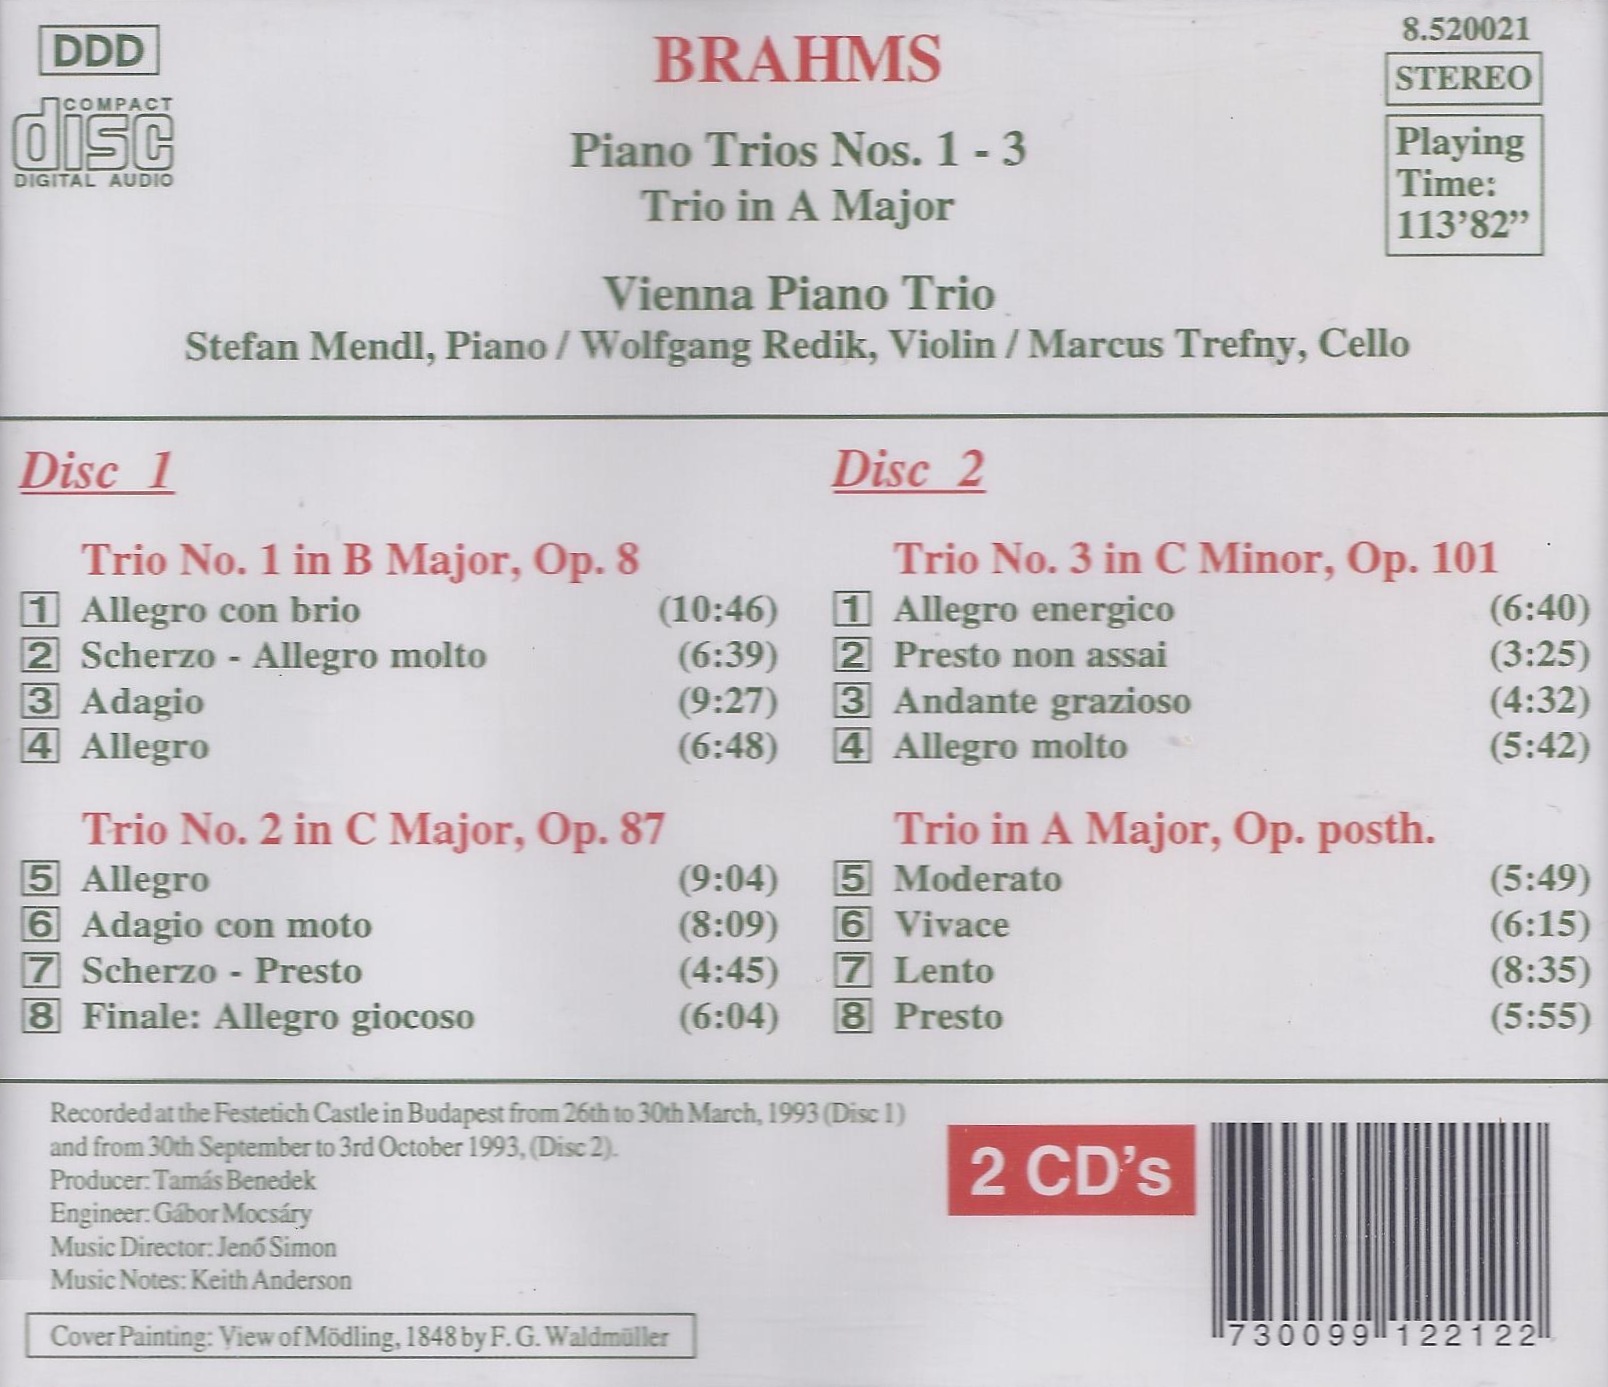 DDD
COMPACT
disc
DIGITAL AUDIO
BRAHMS
Piano Trios Nos. 1 - 3
Trio in A Major
Vienna Piano Trio
Stefan Mendl, Piano / Wolfgang Redik, Violin / Marcus Trefny, Cello
8.520021
STEREO
Playing
Time:
113’82”
Disc 1
Trio No. 1 in B Major, Op. 8
1 Allegro con brio (10:46)
2 Scherzo - Allegro molto (6:39)
3 Adagio (9:27)
4 Allegro (6:48)
Trio No. 2 in C Major, Op. 87
5 Allegro (9:04)
6 Adagio con moto (8:09)
7 Scherzo - Presto (4:45)
8 Finale: Allegro giocoso (6:04)
Disc 2
Trio No. 3 in C Minor, Op. 101
1 Allegro energico (6:40)
2 Presto non assai (3:25)
3 Andante grazioso (4:32)
4 Allegro molto (5:42)
Trio in A Major, Op. posth.
5 Moderato (5:49)
6 Vivace (6:15)
7 Lento (8:35)
8 Presto (5:55)
Recorded at the Festetich Castle in Budapest from 26th to 30th March, 1993 (Disc 1)
and from 30th September to 3rd October 1993, (Disc 2).
Producer: Tamás Benedek
Engineer: Gábor Mocsáry
Music Director: Jenő Simon
Music Notes: Keith Anderson
Cover Painting: View of Mödling, 1848 by F. G. Waldmüller
2 CD’s
730099 122122